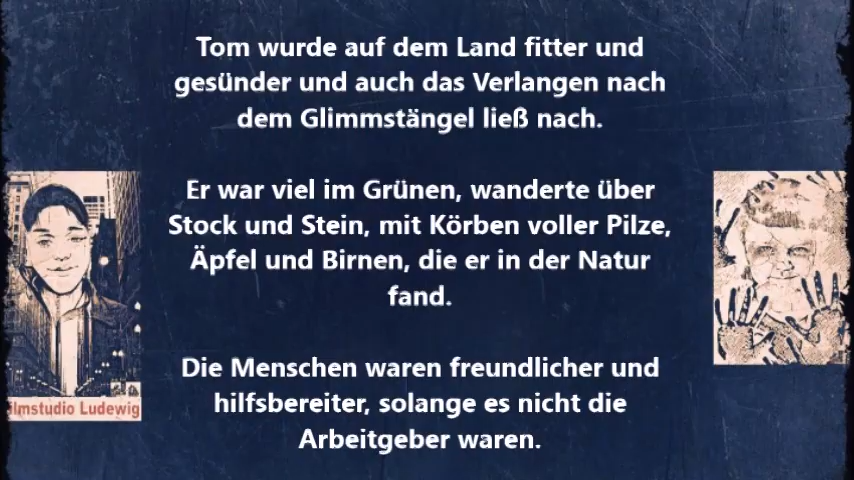 Tom wurde auf dem Land fitter und
gesünder und auch das Verlangen nach
dem Glimmstängel ließ nach.
Er war viel im Grünen, wanderte über
Stock und Stein, mit Körben voller Pilze,
Äpfel und Birnen, die er in der Natur
fand.
Die Menschen waren freundlicher und
hilfsbereiter, solange es nicht die
Arbeitgeber waren.
ilmstudio Ludewig